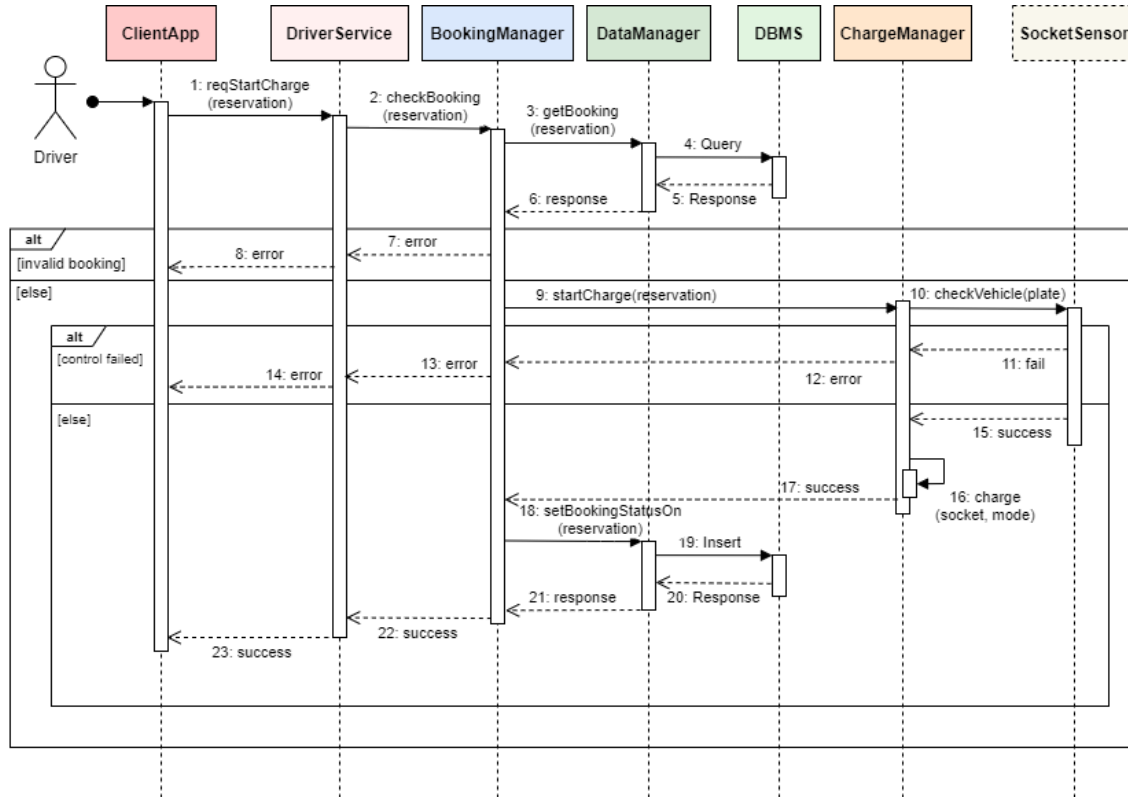 ClientApp
DriverService
BookingManager
DataManager
DBMS
ChargeManager
SocketSensor
Driver
1: reqStartCharge
(reservation)
2: checkBooking
(reservation)
3: getBooking
(reservation)
4: Query
5: Response
6: response
alt
[invalid booking]
7: error
8: error
[else]
9: startCharge(reservation)
10: checkVehicle(plate)
alt
[control failed]
11: fail
12: error
13: error
14: error
[else]
15: success
16: charge
(socket, mode)
17: success
18: setBookingStatusOn
(reservation)
19: Insert
20: Response
21: response
22: success
23: success